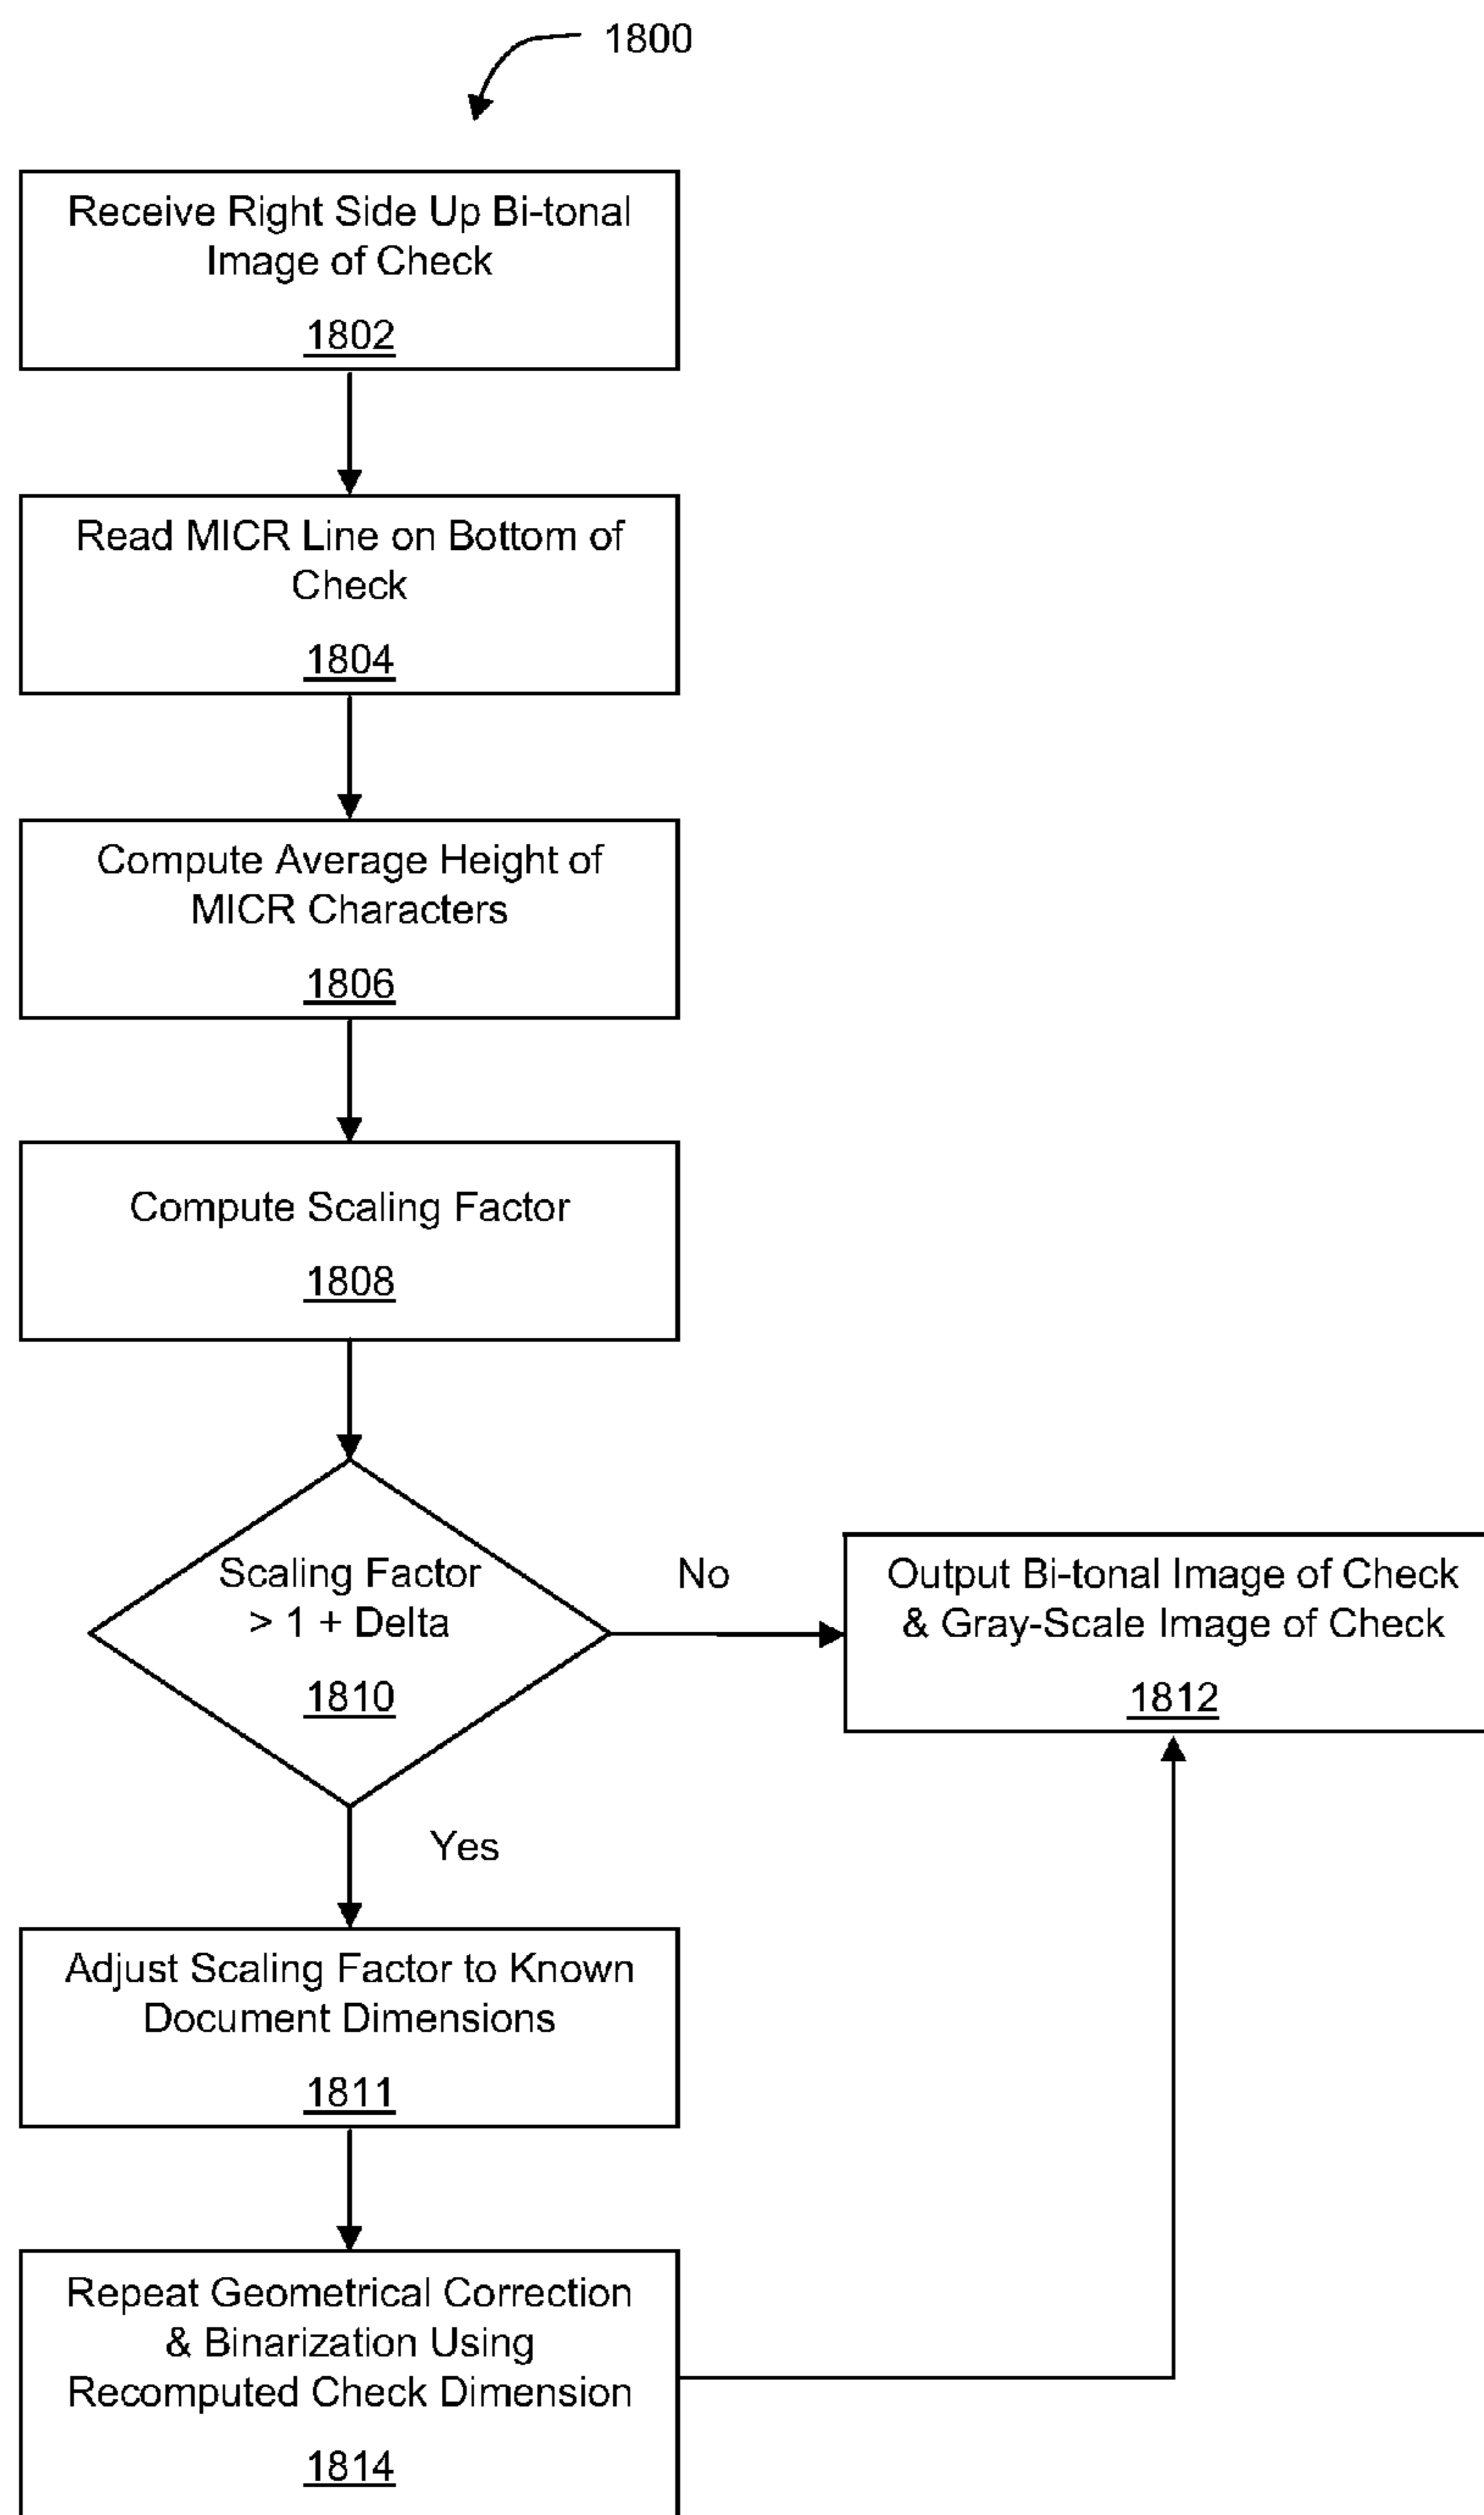 1800
Receive Right Side Up Bi-tonal
Image of Check
1802
Read MICR Line on Bottom of
Check
1804
Compute Average Height of
MICR Characters
1806
Compute Scaling Factor
1808
Scaling Factor
> 1 + Delta
1810
No
Output Bi-tonal Image of Check
& Gray-Scale Image of Check
1812
Yes
Adjust Scaling Factor to Known
Document Dimensions
1811
Repeat Geometrical Correction
& Binarization Using
Recomputed Check Dimension
1814